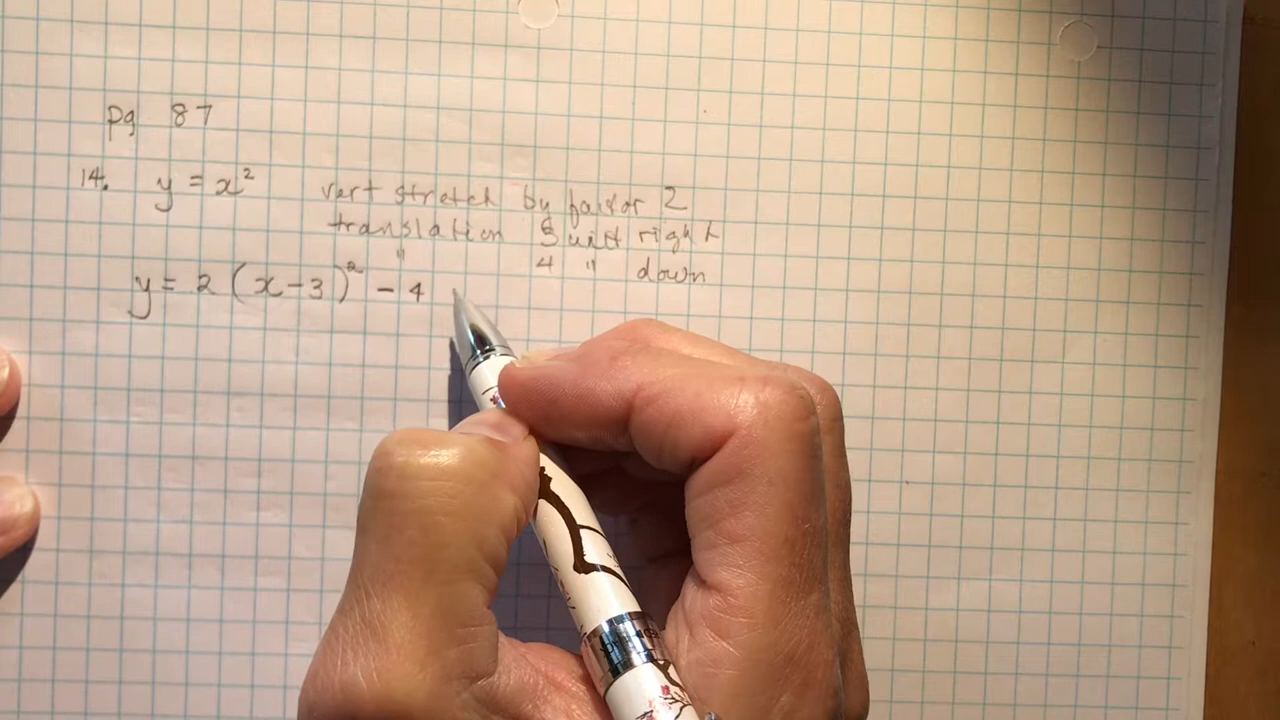 pg 87
14. y = x² vert stretch by factor 2
translation 3 unit right
" 4 " down
y = 2 (x-3)² - 4